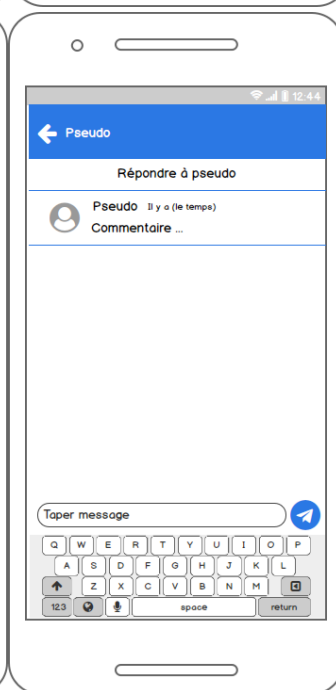 12:44
Pseudo
Répondre à pseudo
Pseudo Il y a (le temps)
Commentaire ...
Taper message
Q W E R T Y U I O P
A S D F G H J K L
Z X C V B N M
123 space return